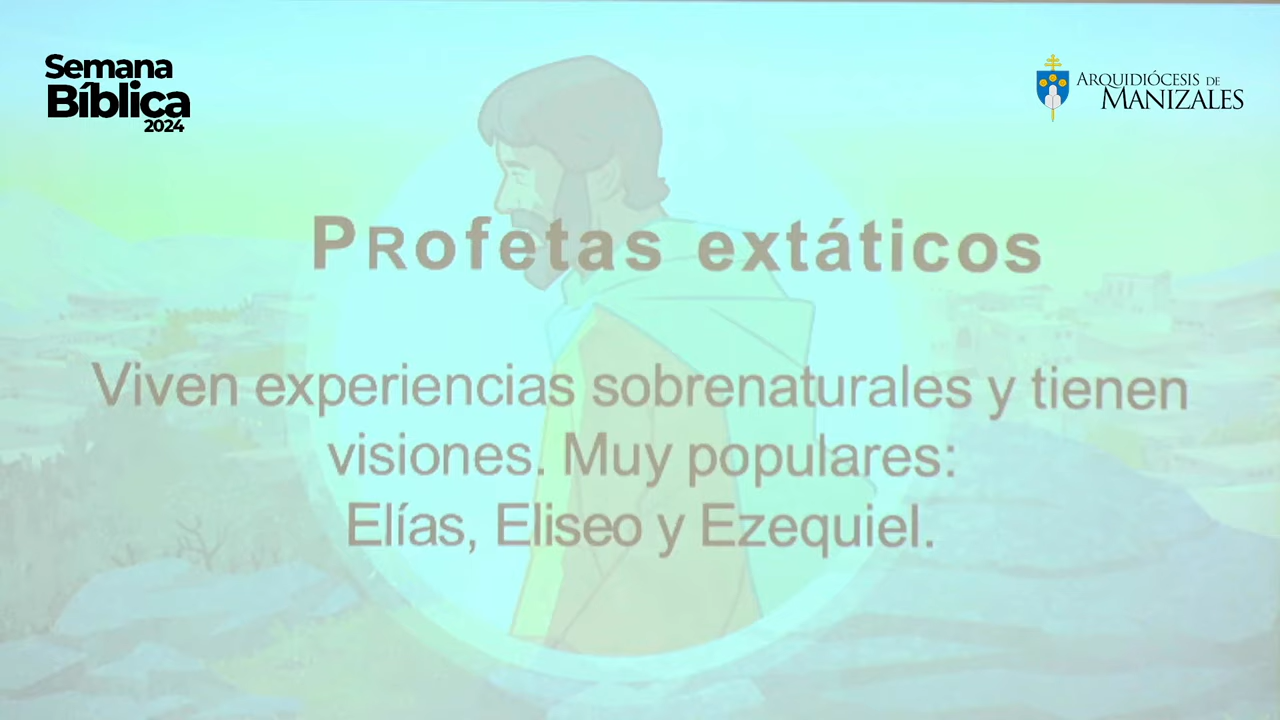 Semana
Bíblica
2024
ARQUIDIÓCESIS DE
MANIZALES
PRofetas extáticos
Viven experiencias sobrenaturales y tienen
visiones. Muy populares:
Elías, Eliseo y Ezequiel.